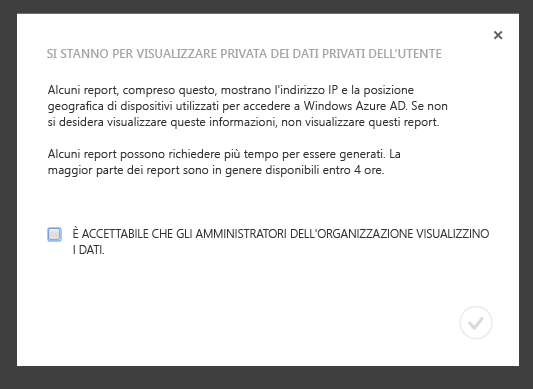 SI STANNO PER VISUALIZZARE PRIVATA DEI DATI PRIVATI DELL'UTENTE
Alcuni report, compreso questo, mostrano l'indirizzo IP e la posizione
geografica di dispositivi utilizzati per accedere a Windows Azure AD. Se non
si desidera visualizzare queste informazioni, non visualizzare questi report.
Alcuni report possono richiedere più tempo per essere generati. La
maggior parte dei report sono in genere disponibili entro 4 ore.
È ACCETTABILE CHE GLI AMMINISTRATORI DELL'ORGANIZZAZIONE VISUALIZZINO
I DATI.